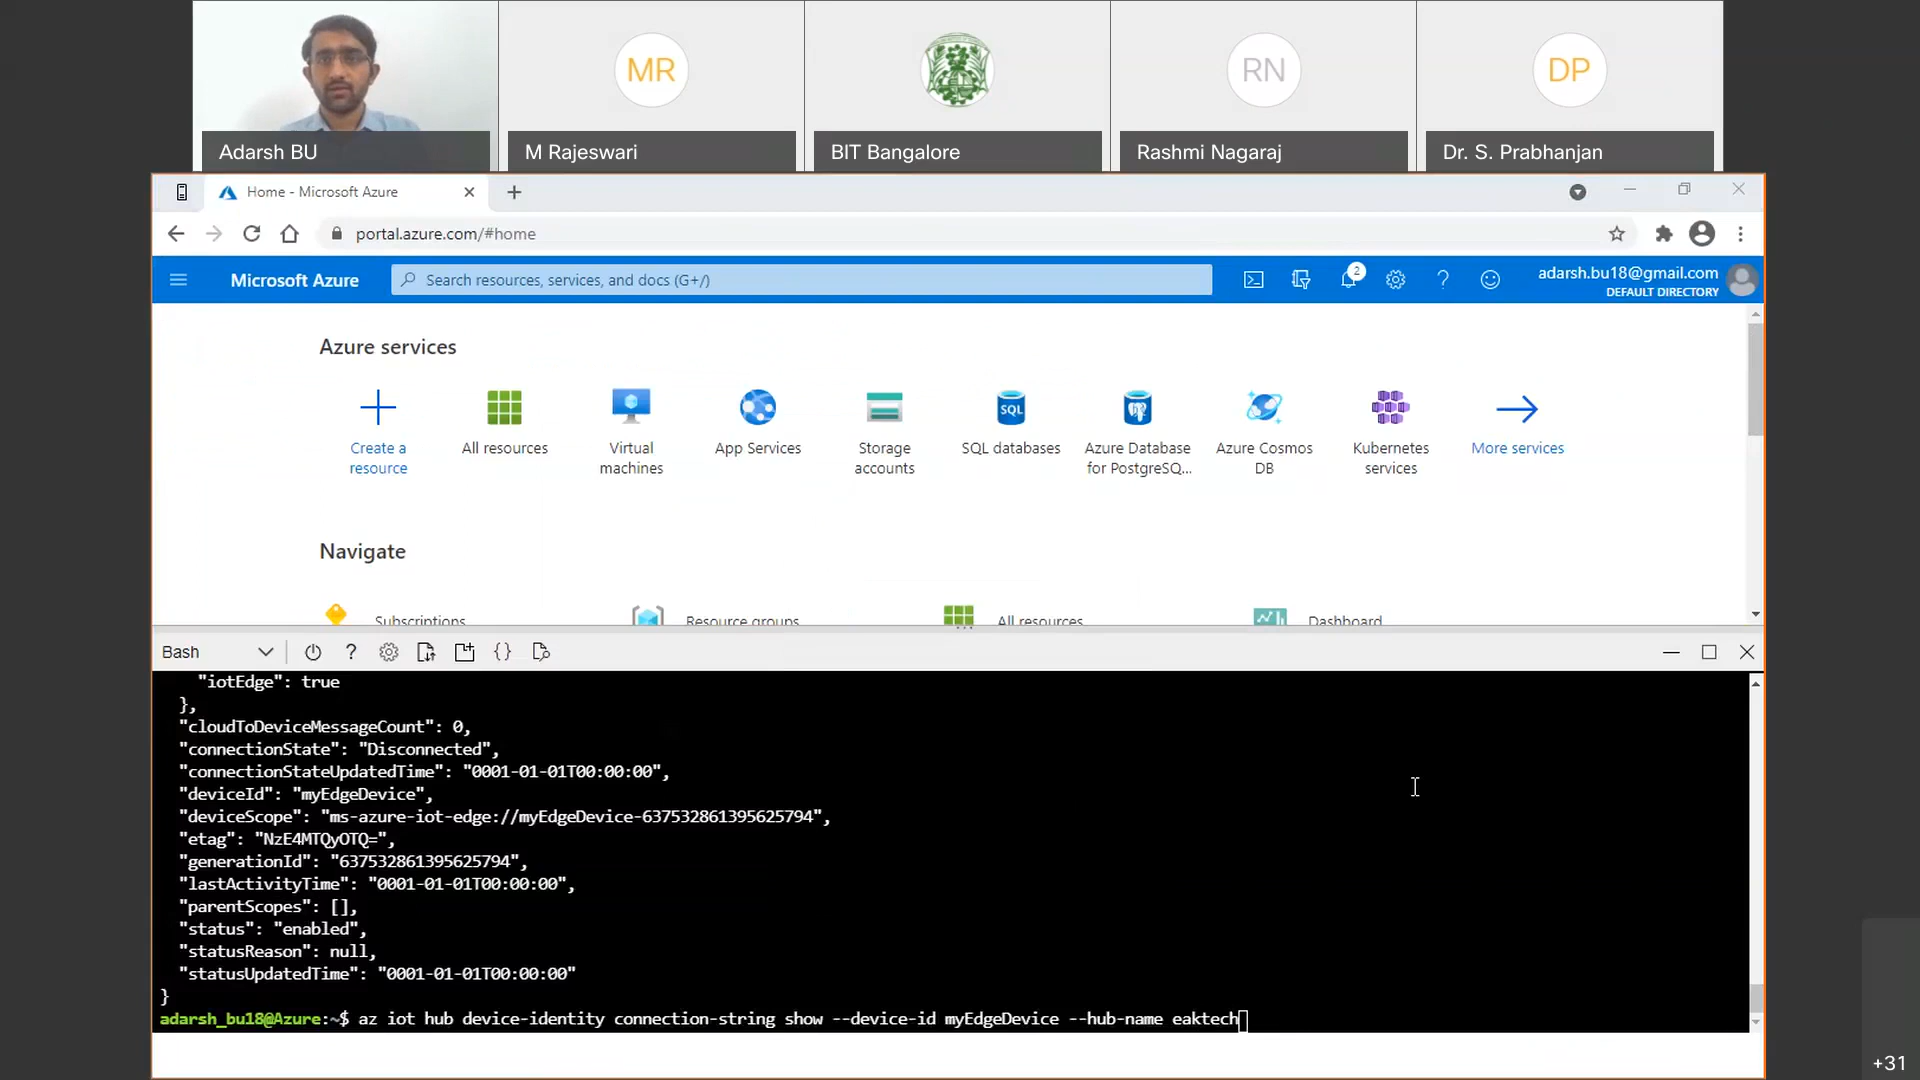 MR
RN
DP
Adarsh BU
M Rajeswari
BIT Bangalore
Rashmi Nagaraj
Dr. S. Prabhanjan
Home - Microsoft Azure
portal.azure.com/#home
Microsoft Azure
Search resources, services, and docs (G+/)
2
adarsh.bu18@gmail.com
DEFAULT DIRECTORY
Azure services
Create a resource
All resources
Virtual machines
App Services
Storage accounts
SQL
SQL databases
Azure Database for PostgreSQ...
Azure Cosmos DB
Kubernetes services
More services
Navigate
Subscriptions
Resource groups
All resources
Dashboard
Bash
"iotEdge": true
},
"cloudToDeviceMessageCount": 0,
"connectionState": "Disconnected",
"connectionStateUpdatedTime": "0001-01-01T00:00:00",
"deviceId": "myEdgeDevice",
"deviceScope": "ms-azure-iot-edge://myEdgeDevice-637532861395625794",
"etag": "NzE4MTQyOTQ=",
"generationId": "637532861395625794",
"lastActivityTime": "0001-01-01T00:00:00",
"parentScopes": [],
"status": "enabled",
"statusReason": null,
"statusUpdatedTime": "0001-01-01T00:00:00"
}
adarsh_bu18@Azure:~$ az iot hub device-identity connection-string show --device-id myEdgeDevice --hub-name eaktech
+31